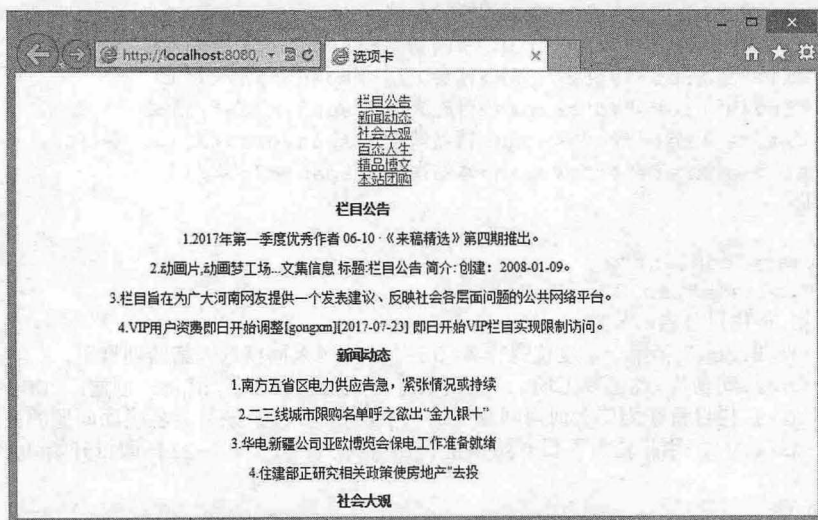 http://localhost:8080,
选项卡
栏目公告
新闻动态
社会大观
百态人生
精品博文
本站团购
栏目公告
1.2017年第一季度优秀作者 06-10 ·《来稿精选》第四期推出。
2.动画片,动画梦工场...文集信息 标题:栏目公告 简介: 创建：2008-01-09。
3.栏目旨在为广大河南网友提供一个发表建议、反映社会各层面问题的公共网络平台。
4.VIP用户资费即日开始调整[gongxm][2017-07-23] 即日开始VIP栏目实现限制访问。
新闻动态
1.南方五省区电力供应告急，紧张情况或持续
2.二三线城市限购名单呼之欲出“金九银十”
3.华电新疆公司亚欧博览会保电工作准备就绪
4.住建部正研究相关政策使房地产”去投
社会大观